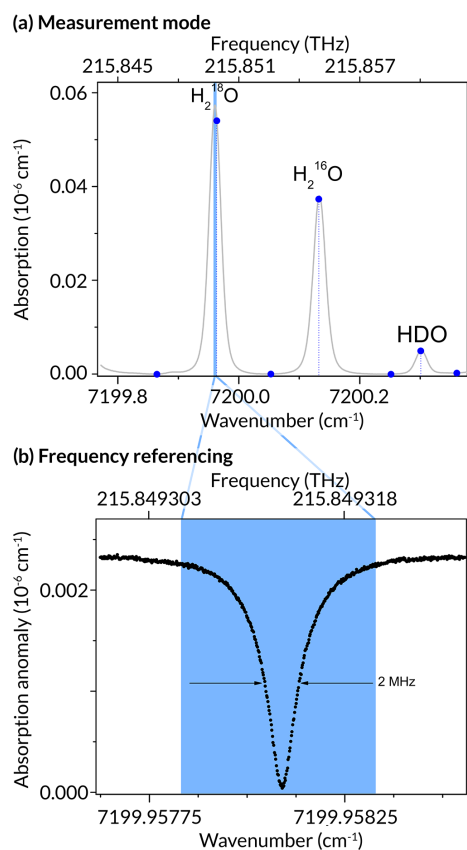 (a) Measurement mode
Frequency (THz)
215.845 215.851 215.857
H₂¹⁸O
H₂¹⁶O
HDO
0.06
0.04
0.02
0.00
Absorption (10⁻⁶ cm⁻¹)
7199.8 7200.0 7200.2
Wavenumber (cm⁻¹)
(b) Frequency referencing
Frequency (THz)
215.849303 215.849318
0.002
0.000
Absorption anomaly (10⁻⁶ cm⁻¹)
2 MHz
7199.95775 7199.95825
Wavenumber (cm⁻¹)